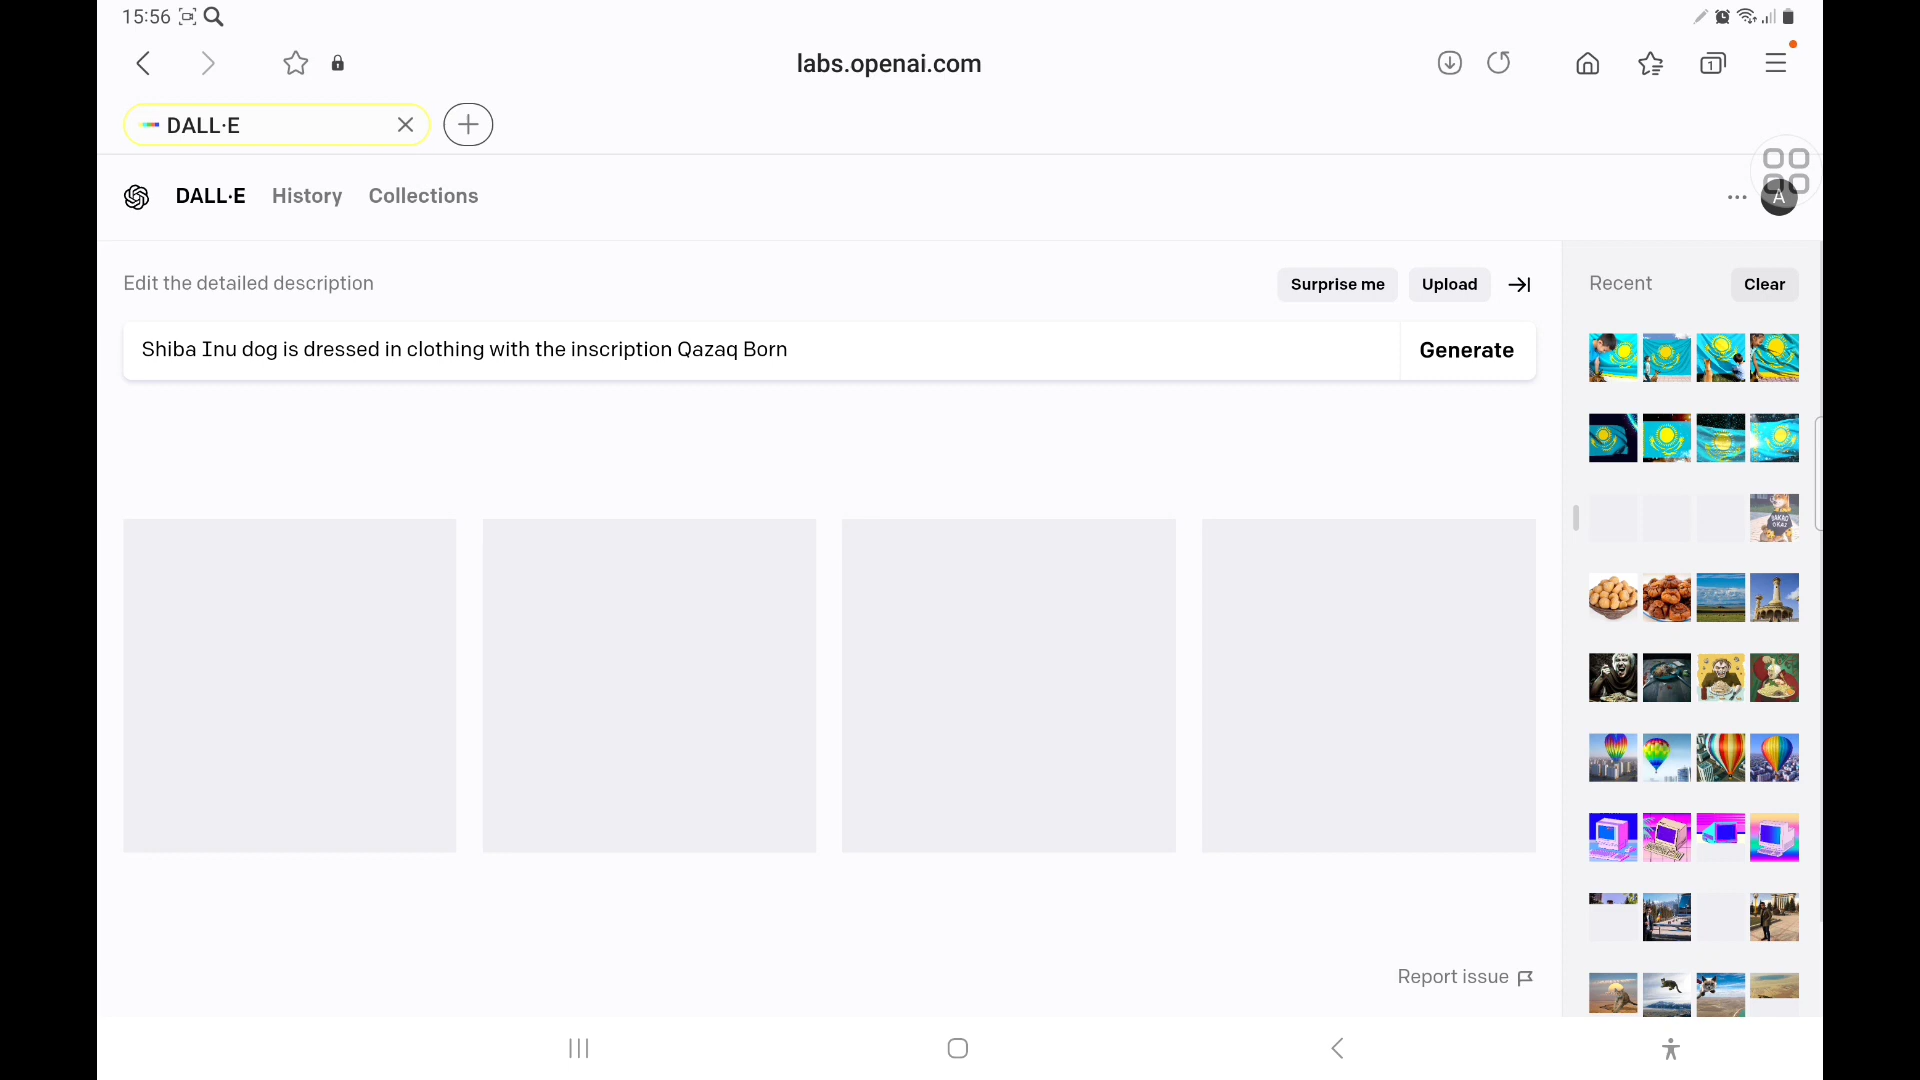 15:56
labs.openai.com
1
DALL·E
DALL·E History Collections
A
Edit the detailed description
Surprise me
Upload
Recent
Clear
Shiba Inu dog is dressed in clothing with the inscription Qazaq Born
Generate
Report issue